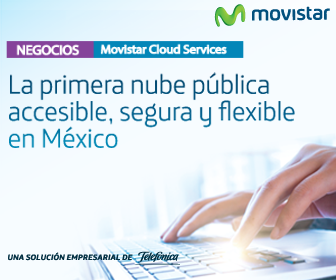 movistar
NEGOCIOS Movistar Cloud Services
La primera nube pública
accesible, segura y flexible
en México
UNA SOLUCIÓN EMPRESARIAL DE Telefónica